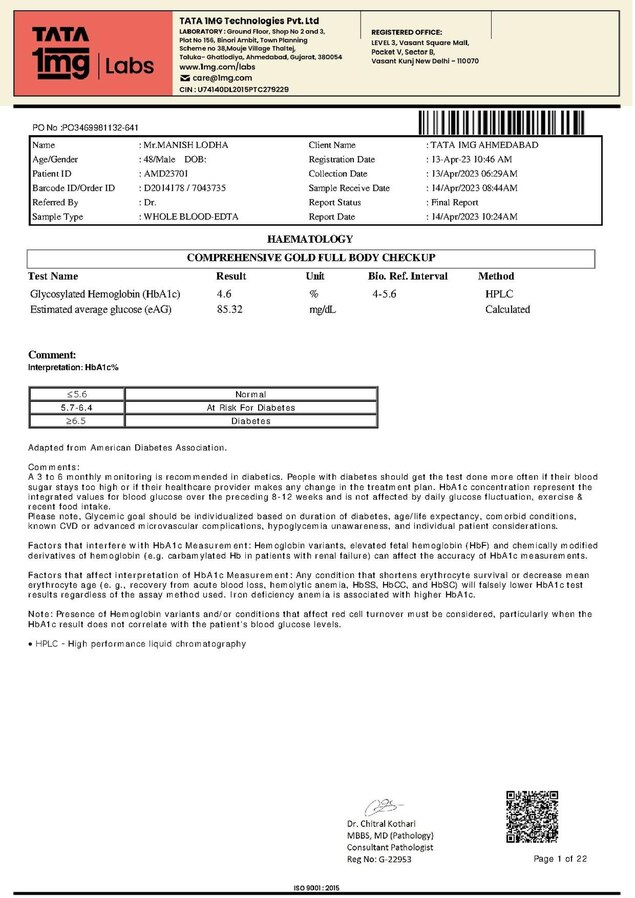 TATA
1mg Labs
TATA 1MG Technologies Pvt. Ltd
LABORATORY : Ground Floor, Shop No 2 and 3,
Plot No 156, Binori Ambit, Town Planning
Scheme no 38,Mouje Village Thaltej,
Taluka- Ghatlodiya, Ahmedabad, Gujarat, 380054
www.1mg.com/labs
care@1mg.com
CIN : U74140DL2015PTC279229
REGISTERED OFFICE:
LEVEL 3, Vasant Square Mall,
Pocket V, Sector B,
Vasant Kunj New Delhi - 110070
PO No :PO3469981132-641
Name : Mr.MANISH LODHA Client Name : TATA 1MG AHMEDABAD
Age/Gender : 48/Male DOB: Registration Date : 13-Apr-23 10:46 AM
Patient ID : AMD23701 Collection Date : 13/Apr/2023 06:29AM
Barcode ID/Order ID : D2014178 / 7043735 Sample Receive Date : 14/Apr/2023 08:44AM
Referred By : Dr. Report Status : Final Report
Sample Type : WHOLE BLOOD-EDTA Report Date : 14/Apr/2023 10:24AM
HAEMATOLOGY
COMPREHENSIVE GOLD FULL BODY CHECKUP
Test Name Result Unit Bio. Ref. Interval Method
Glycosylated Hemoglobin (HbA1c) 4.6 % 4-5.6 HPLC
Estimated average glucose (eAG) 85.32 mg/dL Calculated
Comment:
Interpretation: HbA1c%
≤5.6 Normal
5.7-6.4 At Risk For Diabetes
≥6.5 Diabetes
Adapted from American Diabetes Association.
Comments:
A 3 to 6 monthly monitoring is recommended in diabetics. People with diabetes should get the test done more often if their blood
sugar stays too high or if their healthcare provider makes any change in the treatment plan. HbA1c concentration represent the
integrated values for blood glucose over the preceding 8-12 weeks and is not affected by daily glucose fluctuation, exercise &
recent food intake.
Please note, Glycemic goal should be individualized based on duration of diabetes, age/life expectancy, comorbid conditions,
known CVD or advanced microvascular complications, hypoglycemia unawareness, and individual patient considerations.
Factors that interfere with HbA1c Measurement: Hemoglobin variants, elevated fetal hemoglobin (HbF) and chemically modified
derivatives of hemoglobin (e.g. carbamylated Hb in patients with renal failure) can affect the accuracy of HbA1c measurements.
Factors that affect interpretation of HbA1c Measurement: Any condition that shortens erythrocyte survival or decrease mean
erythrocyte age (e. g., recovery from acute blood loss, hemolytic anemia, HbSS, HbCC, and HbSC) will falsely lower HbA1c test
results regardless of the assay method used. Iron deficiency anemia is associated with higher HbA1c.
Note: Presence of Hemoglobin variants and/or conditions that affect red cell turnover must be considered, particularly when the
HbA1c result does not correlate with the patient's blood glucose levels.
• HPLC - High performance liquid chromatography
Dr. Chitral Kothari
MBBS, MD (Pathology)
Consultant Pathologist
Reg No: G-22953
Page 1 of 22
ISO 9001 : 2015